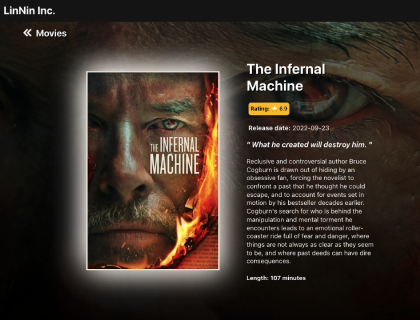 LinNin Inc.
Movies
The Infernal
Machine
Rating: 6.9
Release date: 2022-09-23
" What he created will destroy him. "
Reclusive and controversial author Bruce
Cogburn is drawn out of hiding by an
obsessive fan, forcing the novelist to
confront a past that he thought he could
escape, and to account for events set in
motion by his bestseller decades earlier.
Cogburn's search for who is behind the
manipulation and mental torment he
encounters leads to an emotional roller-
coaster ride full of fear and danger, where
things are not always as clear as they seem
to be, and where past deeds can have dire
consequences.
Length: 107 minutes
THE INFERNAL
MACHINE